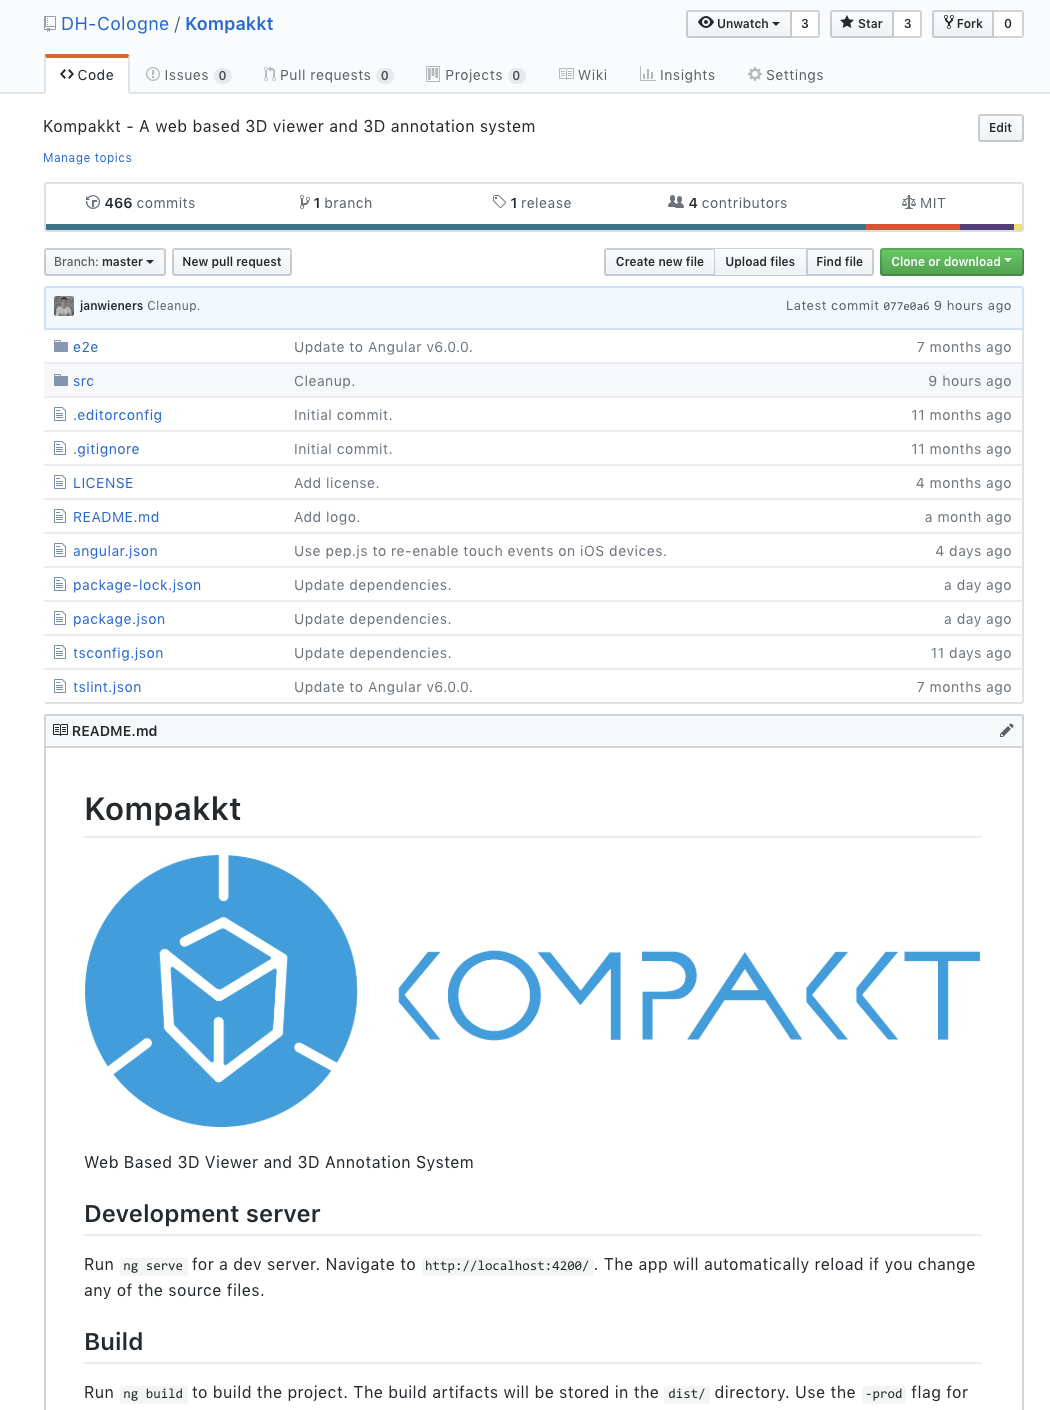 DH-Cologne / Kompakkt
Unwatch 3 Star 3 Fork 0
Code Issues 0 Pull requests 0 Projects 0 Wiki Insights Settings
Kompakkt - A web based 3D viewer and 3D annotation system
Edit
Manage topics
466 commits 1 branch 1 release 4 contributors MIT
Branch: master New pull request Create new file Upload files Find file Clone or download
janwieners Cleanup. Latest commit 077e0a6 9 hours ago
e2e Update to Angular v6.0.0. 7 months ago
src Cleanup. 9 hours ago
.editorconfig Initial commit. 11 months ago
.gitignore Initial commit. 11 months ago
LICENSE Add license. 4 months ago
README.md Add logo. a month ago
angular.json Use pep.js to re-enable touch events on iOS devices. 4 days ago
package-lock.json Update dependencies. a day ago
package.json Update dependencies. a day ago
tsconfig.json Update dependencies. 11 days ago
tslint.json Update to Angular v6.0.0. 7 months ago
README.md
Kompakkt
KOMPAKKT
Web Based 3D Viewer and 3D Annotation System
Development server
Run ng serve for a dev server. Navigate to http://localhost:4200/. The app will automatically reload if you change
any of the source files.
Build
Run ng build to build the project. The build artifacts will be stored in the dist/ directory. Use the -prod flag for